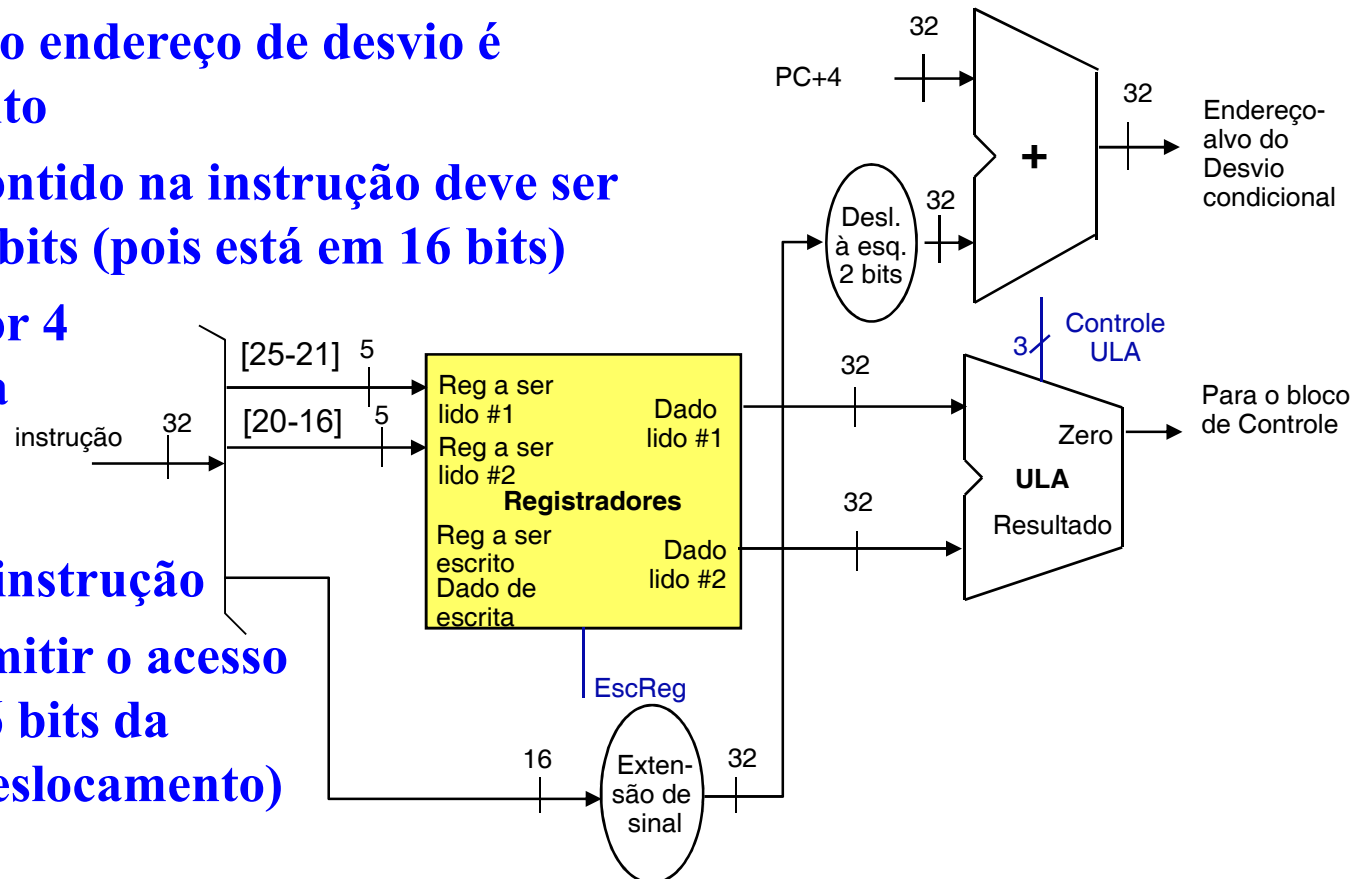 o endereço de desvio é
ontido na instrução deve ser
bits (pois está em 16 bits)
or 4
instrução
mitir o acesso
bits da
eslocamento)
PC+4
32
32
Endereço-
alvo do
Desvio
condicional
+
Desl.
à esq.
2 bits
32
Controle
ULA
3
instrução
32
[25-21]
5
[20-16]
5
Reg a ser
lido #1
Reg a ser
lido #2
Registradores
Reg a ser
escrito
Dado de
escrita
Dado
lido #1
Dado
lido #2
EscReg
32
32
Zero
ULA
Resultado
Para o bloco
de Controle
16
Exten-
são de
sinal
32